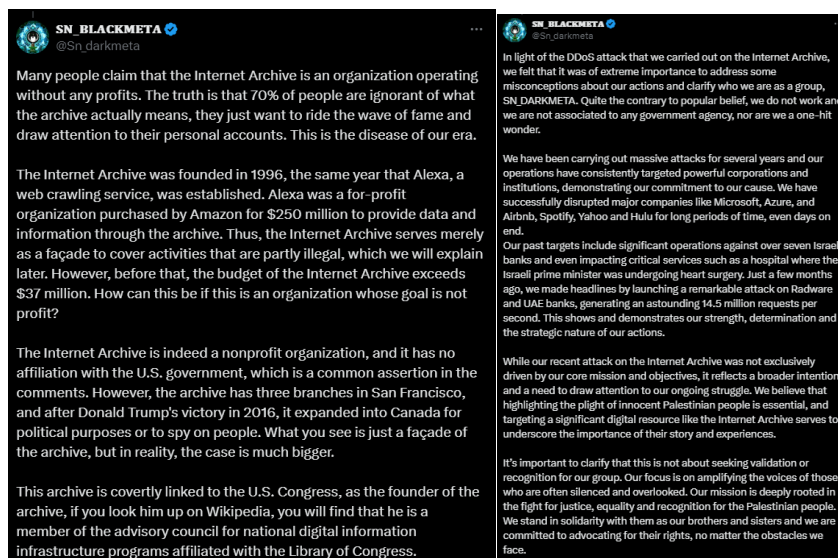 SN_BLACKMETA
@Sn_darkmeta
Many people claim that the Internet Archive is an organization operating
without any profits. The truth is that 70% of people are ignorant of what
the archive actually means, they just want to ride the wave of fame and
draw attention to their personal accounts. This is the disease of our era.
The Internet Archive was founded in 1996, the same year that Alexa, a
web crawling service, was established. Alexa was a for-profit
organization purchased by Amazon for $250 million to provide data and
information through the archive. Thus, the Internet Archive serves merely
as a façade to cover activities that are partly illegal, which we will explain
later. However, before that, the budget of the Internet Archive exceeds
$37 million. How can this be if this is an organization whose goal is not
profit?
The Internet Archive is indeed a nonprofit organization, and it has no
affiliation with the U.S. government, which is a common assertion in the
comments. However, the archive has three branches in San Francisco,
and after Donald Trump's victory in 2016, it expanded into Canada for
political purposes or to spy on people. What you see is just a façade of
the archive, but in reality, the case is much bigger.
This archive is covertly linked to the U.S. Congress, as the founder of the
archive, if you look him up on Wikipedia, you will find that he is a
member of the advisory council for national digital information
infrastructure programs affiliated with the Library of Congress.
SN_BLACKMETA
@Sn_darkmeta
In light of the DDoS attack that we carried out on the Internet Archive,
we felt that it was of extreme importance to address some
misconceptions about our actions and clarify who we are as a group,
SN_DARKMETA. Quite the contrary to popular belief, we do not work and
we are not associated to any government agency, nor are we a one-hit
wonder.
We have been carrying out massive attacks for several years and our
operations have consistently targeted powerful corporations and
institutions, demonstrating our commitment to our cause. We have
successfully disrupted major companies like Microsoft, Azure, and
Airbnb, Spotify, Yahoo and Hulu for long periods of time, even days on
end.
Our past targets include significant operations against over seven Israeli
banks and even impacting critical services such as a hospital where the
Israeli prime minister was undergoing heart surgery. Just a few months
ago, we made headlines by launching a remarkable attack on Radware
and UAE banks, generating an astounding 14.5 million requests per
second. This shows and demonstrates our strength, determination and
the strategic nature of our actions.
While our recent attack on the Internet Archive was not exclusively
driven by our core mission and objectives, it reflects a broader intention
and a need to draw attention to our ongoing struggle. We believe that
highlighting the plight of innocent Palestinian people is essential, and
targeting a significant digital resource like the Internet Archive serves to
underscore the importance of their story and experiences.
It's important to clarify that this is not about seeking validation or
recognition for our group. Our focus is on amplifying the voices of those
who are often silenced and overlooked. Our mission is deeply rooted in
the fight for justice, equality and recognition for the Palestinian people.
We stand in solidarity with them as our brothers and sisters and we are
committed to advocating for their rights, no matter the obstacles we
face.